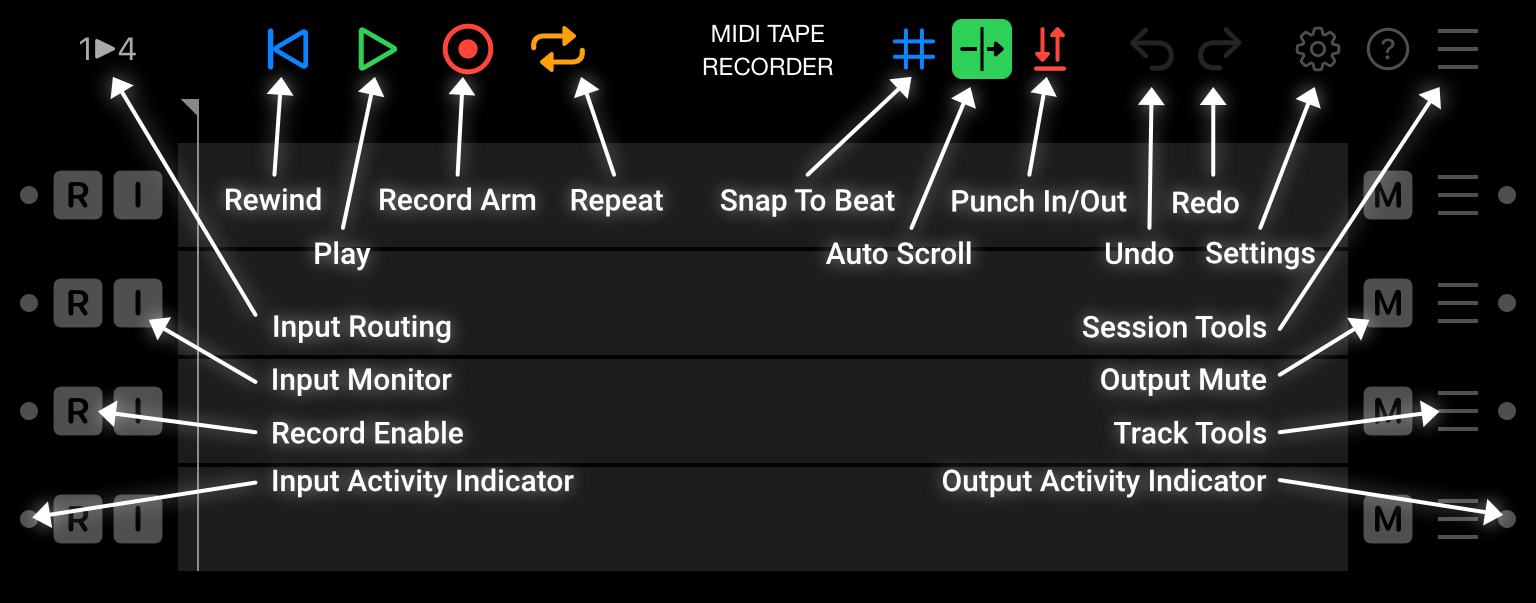 1▶4
MIDI TAPE
RECORDER
?
R I
Rewind
Record Arm
Repeat
Snap To Beat
Punch In/Out
Redo
M
Play
Auto Scroll
Undo
Settings
R I
Input Routing
Session Tools
M
Input Monitor
Output Mute
R I
Record Enable
Track Tools
M
Input Activity Indicator
Output Activity Indicator
R I
M